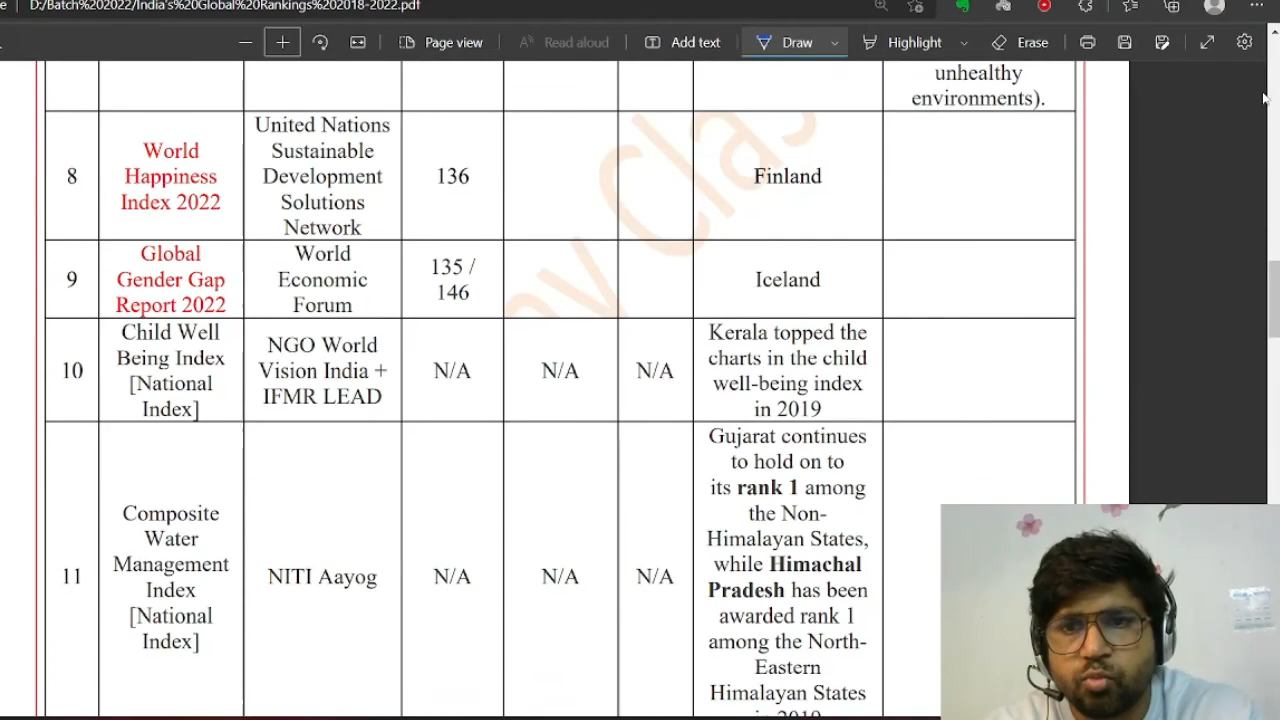 D:/Batch%202022/India's%20Global%20Rankings%202018-2022.pdf
Page view
Read aloud
Add text
Draw
Highlight
Erase
unhealthy
environments).
8
World
Happiness
Index 2022
United Nations
Sustainable
Development
Solutions
Network
136
Finland
9
Global
Gender Gap
Report 2022
World
Economic
Forum
135 /
146
Iceland
10
Child Well
Being Index
[National
Index]
NGO World
Vision India +
IFMR LEAD
N/A
N/A
N/A
Kerala topped the
charts in the child
well-being index
in 2019
11
Composite
Water
Management
Index
[National
Index]
NITI Aayog
N/A
N/A
N/A
Gujarat continues
to hold on to
its rank 1 among
the Non-
Himalayan States,
while Himachal
Pradesh has been
awarded rank 1
among the North-
Eastern
Himalayan States
in 2019